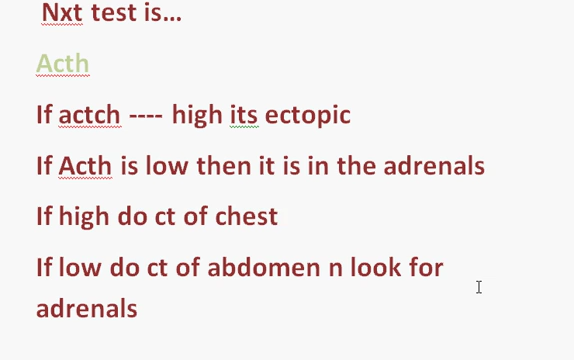 Nxt test is...
Acth
If actch ---- high its ectopic
If Acth is low then it is in the adrenals
If high do ct of chest
If low do ct of abdomen n look for
adrenals